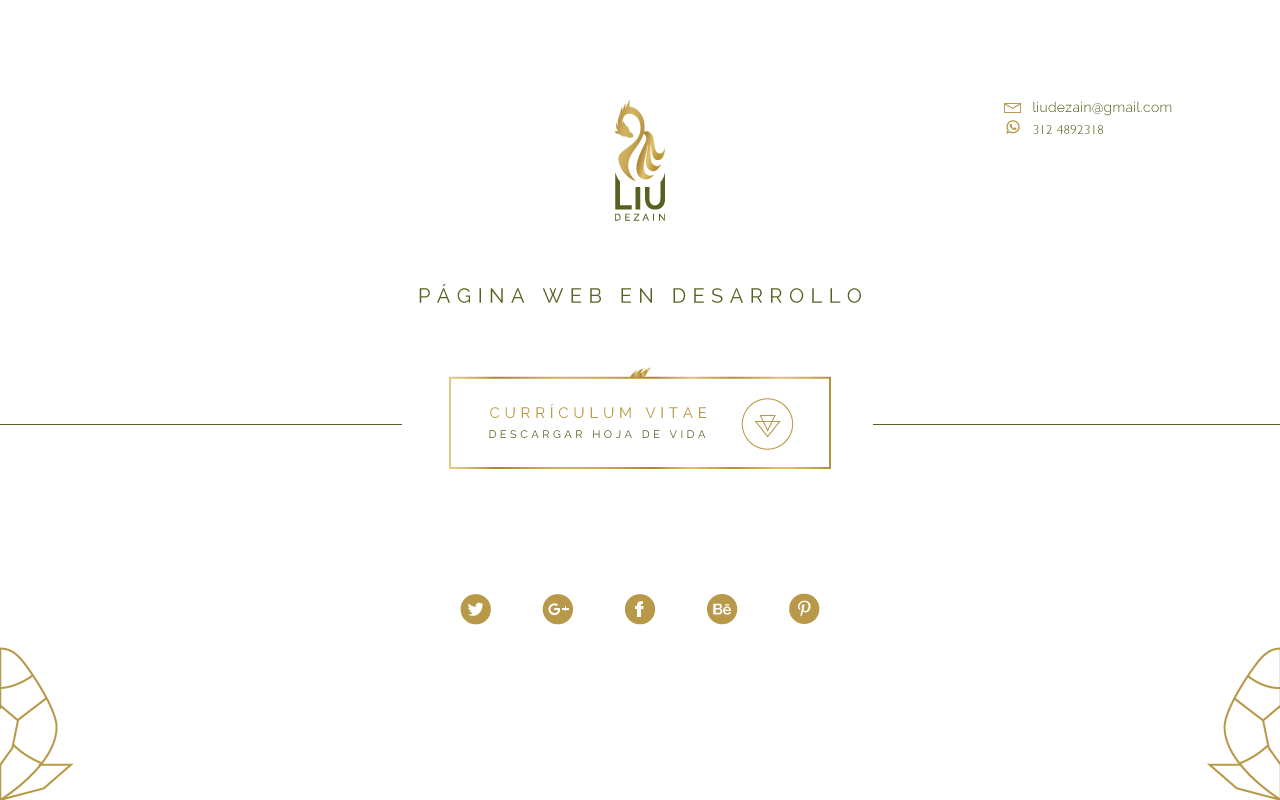 liudezain@gmail.com
312 4892318
LIU
DEZAIN
PÁGINA WEB EN DESARROLLO
CURRÍCULUM VITAE
DESCARGAR HOJA DE VIDA
G+ f Bē